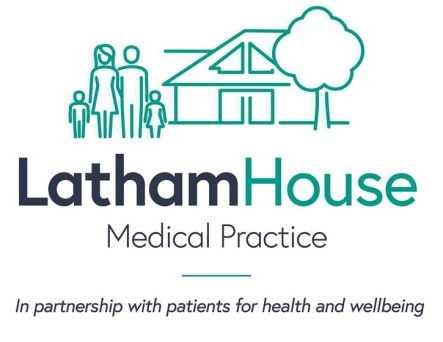 LathamHouse
Medical Practice
In partnership with patients for health and wellbeing